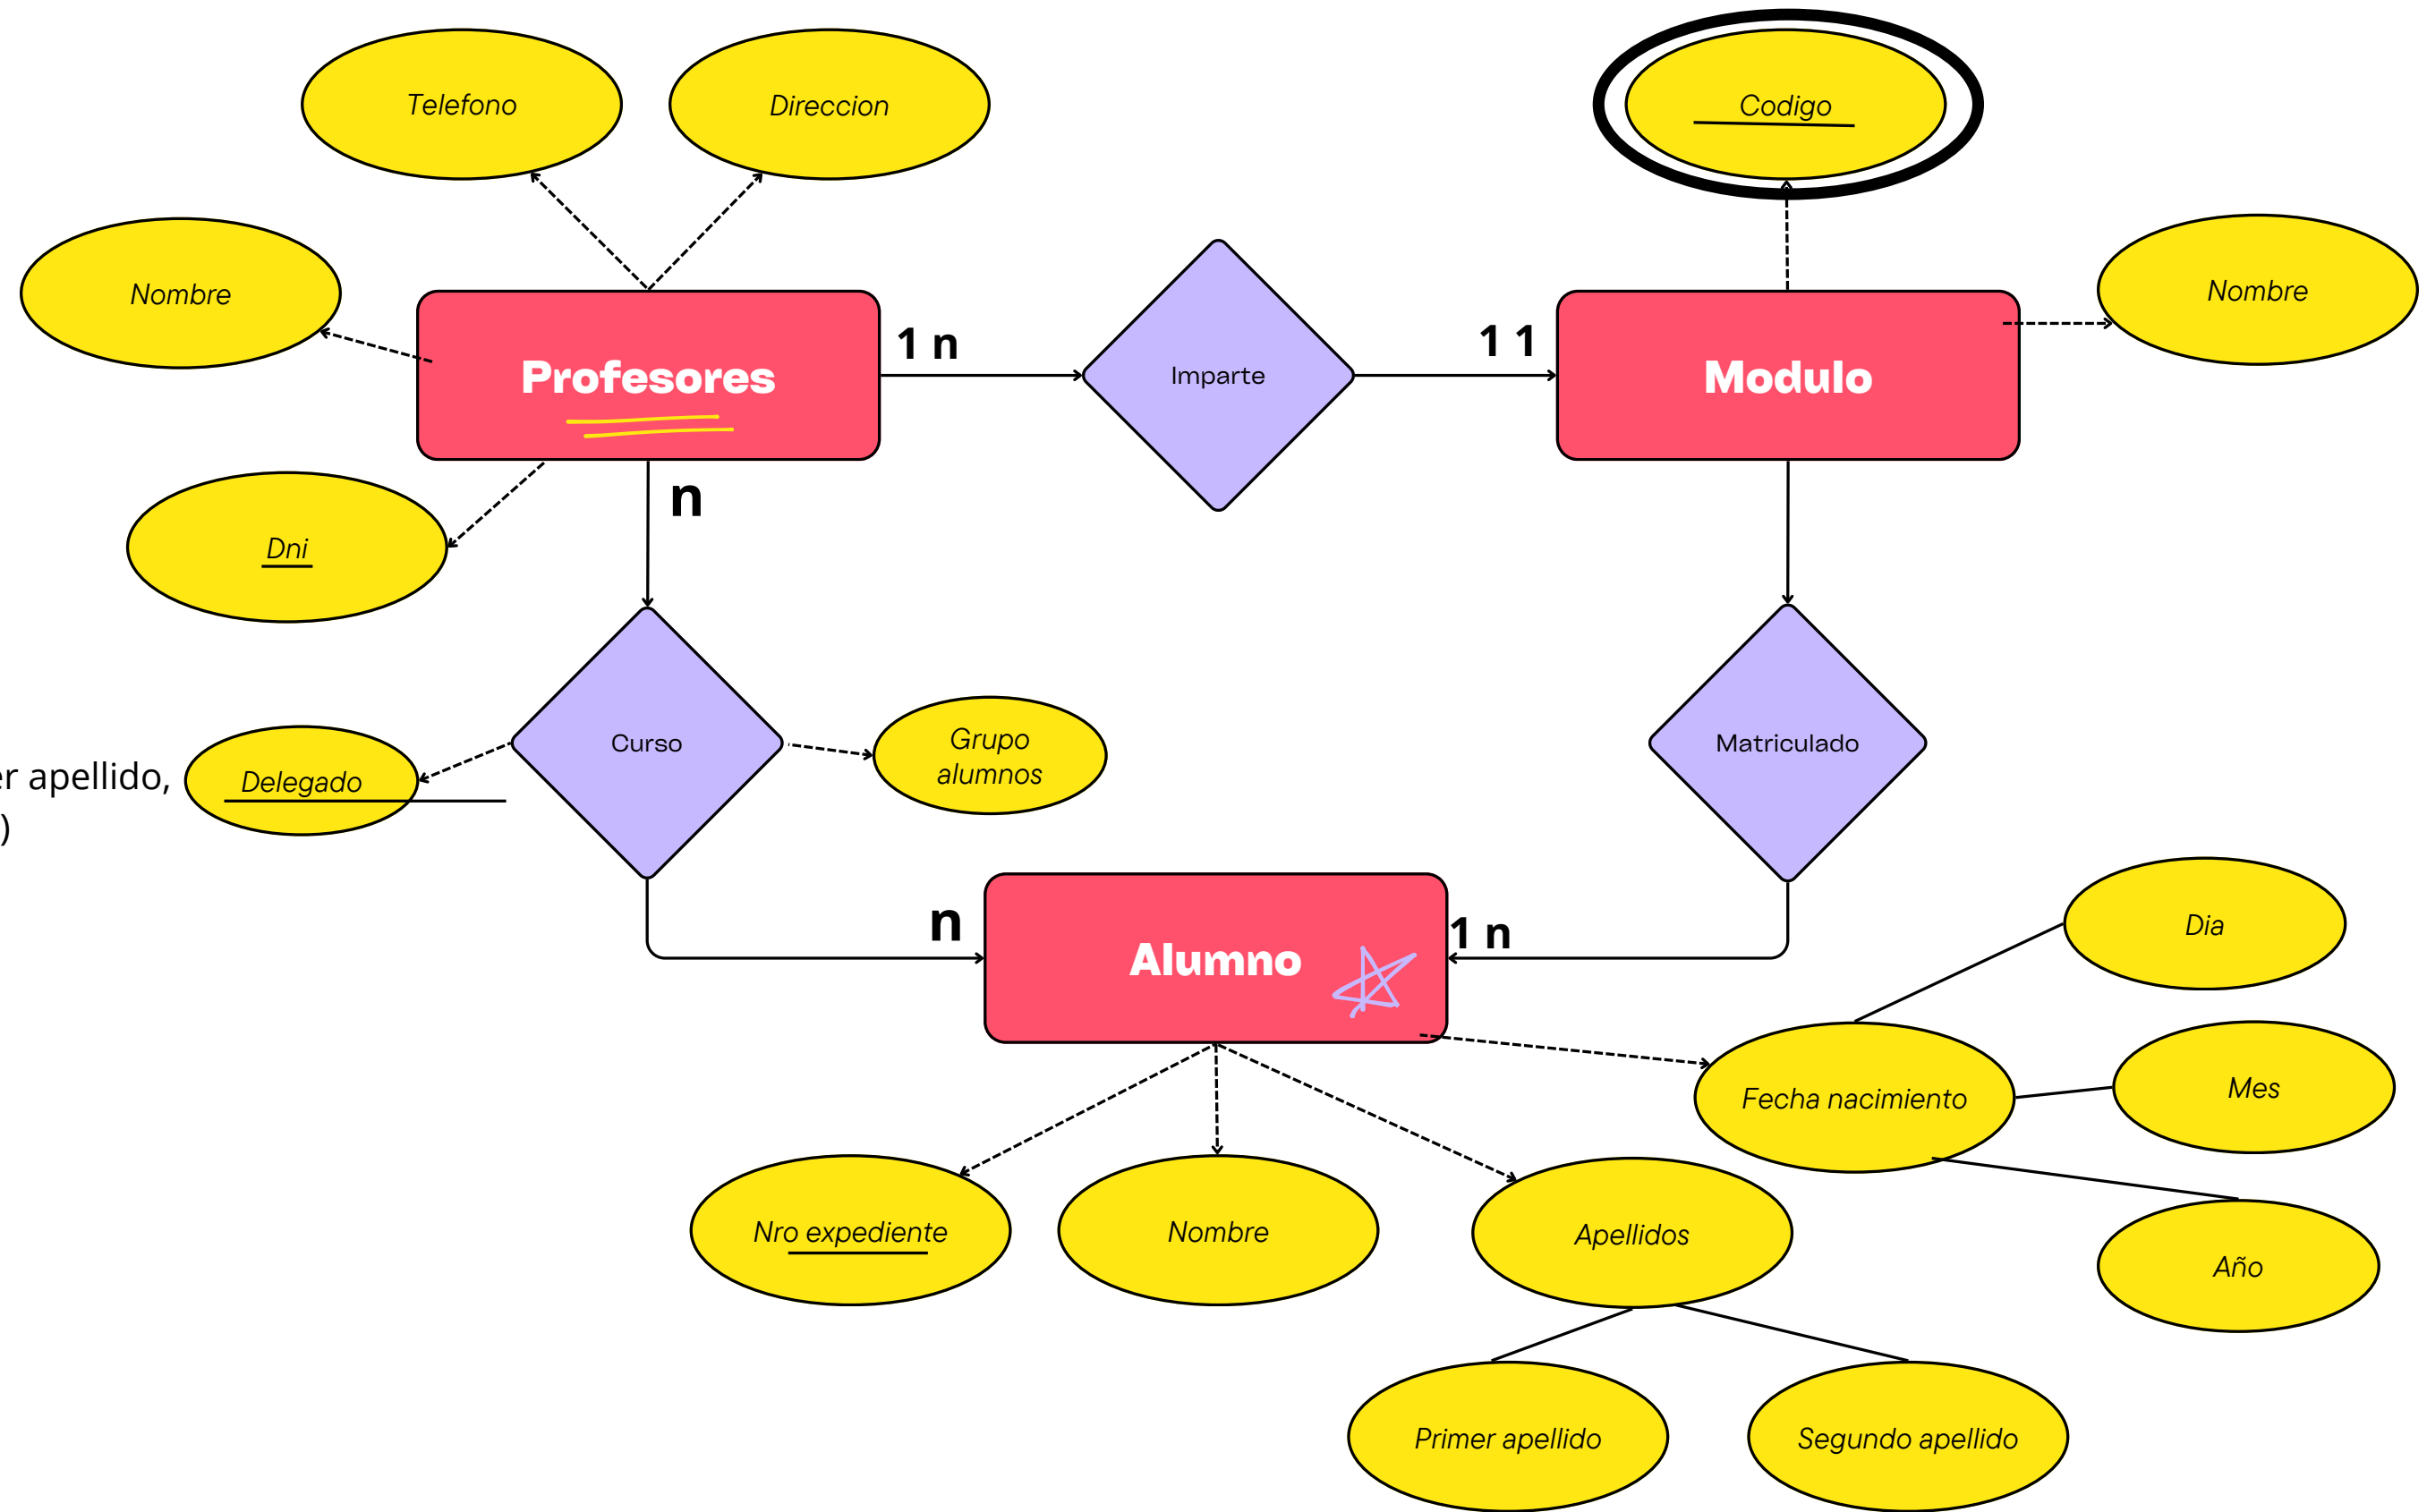 Telefono
Direccion
Codigo
Nombre
Nombre
Profesores
1 n
Imparte
1 1
Modulo
n
Dni
Curso
Matriculado
Delegado
Grupo
alumnos
apellido,
)
n
Alumno
1 n
Dia
Fecha nacimiento
Mes
Nro expediente
Nombre
Apellidos
Año
Primer apellido
Segundo apellido